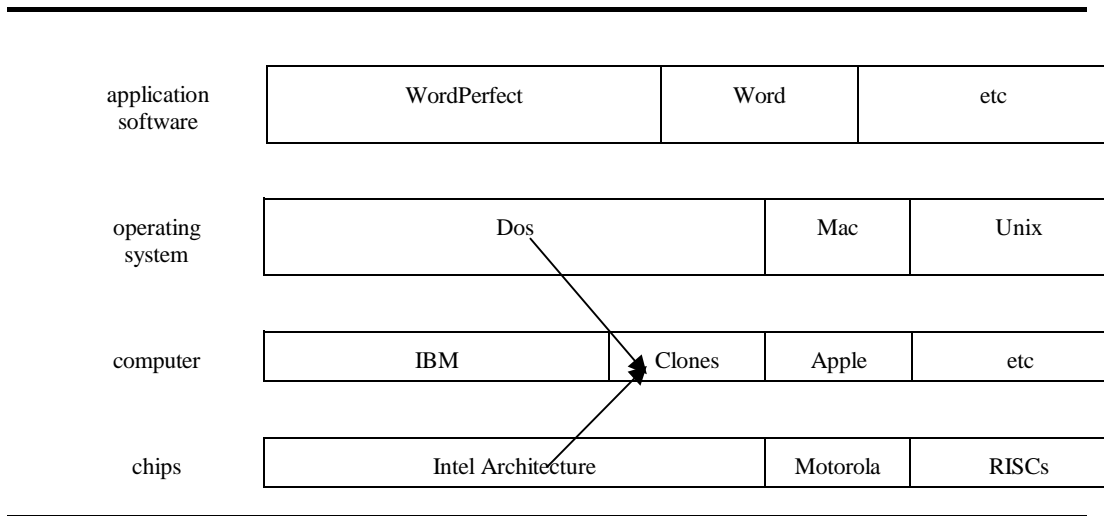 application
software
WordPerfect
Word
etc
operating
system
Dos
Mac
Unix
computer
IBM
Clones
Apple
etc
chips
Intel Architecture
Motorola
RISCs